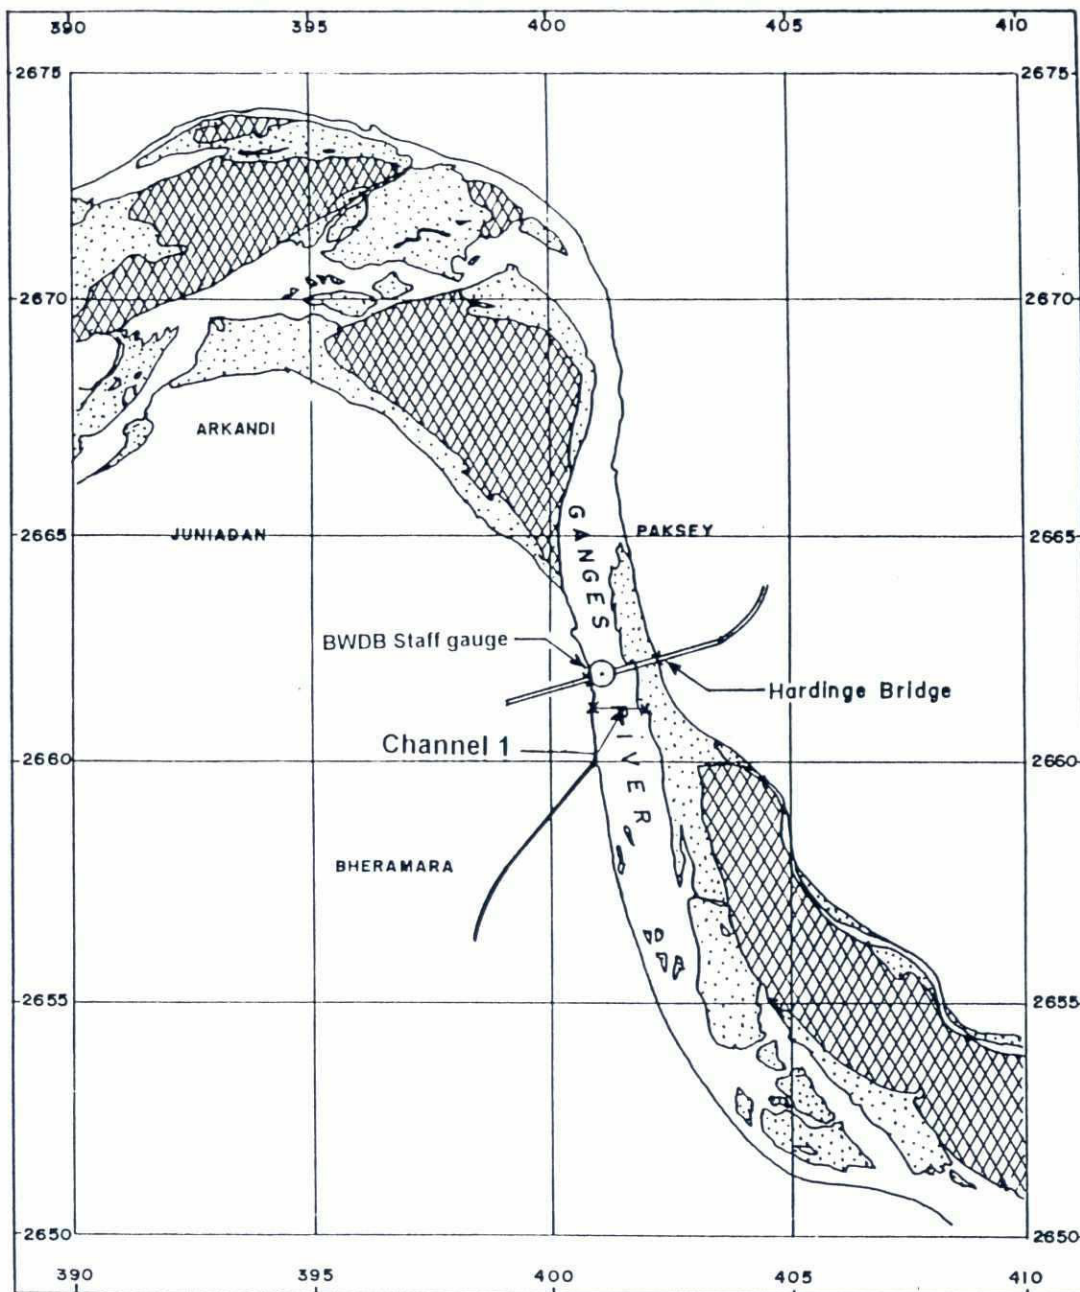 390 395 400 405 410
2675 2675
2670 2670
ARKANDI
GANGES
JUNIADAN
PAKSEY
2665 2665
BWDB Staff gauge
Hardinge Bridge
Channel 1
RIVER
2660 2660
BHERAMARA
2655 2655
2650 2650
390 395 400 405 410